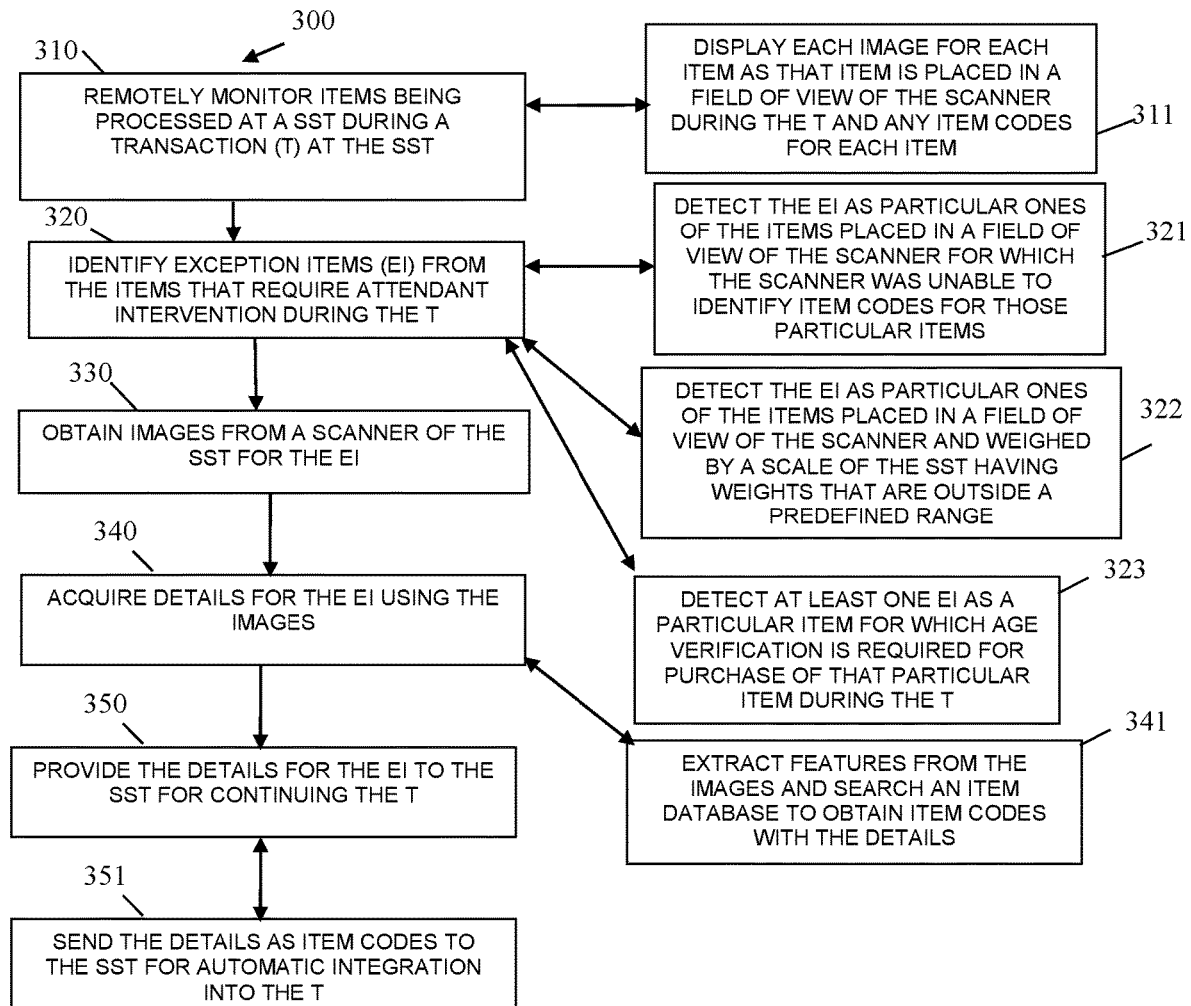 300
310
REMOTELY MONITOR ITEMS BEING
PROCESSED AT A SST DURING A
TRANSACTION (T) AT THE SST
DISPLAY EACH IMAGE FOR EACH
ITEM AS THAT ITEM IS PLACED IN A
FIELD OF VIEW OF THE SCANNER
DURING THE T AND ANY ITEM CODES
FOR EACH ITEM
311
320
IDENTIFY EXCEPTION ITEMS (EI) FROM
THE ITEMS THAT REQUIRE ATTENDANT
INTERVENTION DURING THE T
DETECT THE EI AS PARTICULAR ONES
OF THE ITEMS PLACED IN A FIELD OF
VIEW OF THE SCANNER FOR WHICH
THE SCANNER WAS UNABLE TO
IDENTIFY ITEM CODES FOR THOSE
PARTICULAR ITEMS
321
330
OBTAIN IMAGES FROM A SCANNER OF THE
SST FOR THE EI
DETECT THE EI AS PARTICULAR ONES
OF THE ITEMS PLACED IN A FIELD OF
VIEW OF THE SCANNER AND WEIGHED
BY A SCALE OF THE SST HAVING
WEIGHTS THAT ARE OUTSIDE A
PREDEFINED RANGE
322
340
ACQUIRE DETAILS FOR THE EI USING THE
IMAGES
323
DETECT AT LEAST ONE EI AS A
PARTICULAR ITEM FOR WHICH AGE
VERIFICATION IS REQUIRED FOR
PURCHASE OF THAT PARTICULAR
ITEM DURING THE T
350
PROVIDE THE DETAILS FOR THE EI TO THE
SST FOR CONTINUING THE T
341
EXTRACT FEATURES FROM THE
IMAGES AND SEARCH AN ITEM
DATABASE TO OBTAIN ITEM CODES
WITH THE DETAILS
351
SEND THE DETAILS AS ITEM CODES TO
THE SST FOR AUTOMATIC INTEGRATION
INTO THE T